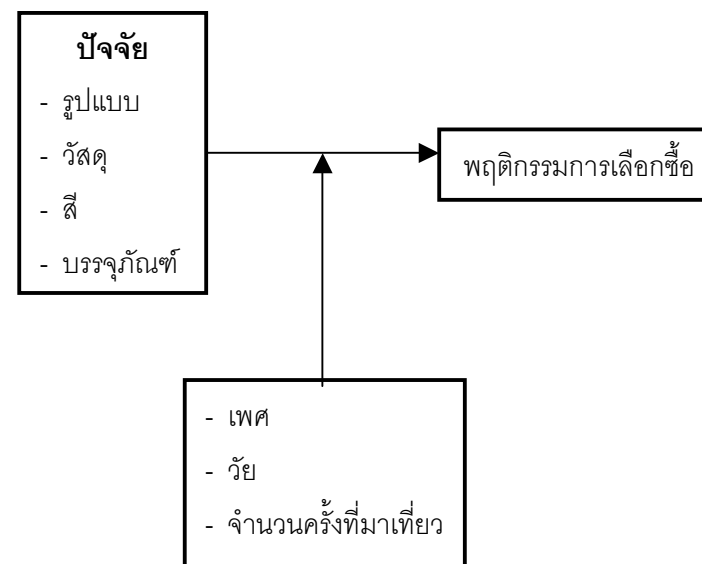 ปัจจัย
- รูปแบบ
- วัสดุ
- สี
- บรรจุภัณฑ์
พฤติกรรมการเลือกซื้อ
- เพศ
- วัย
- จำนวนครั้งที่มาเที่ยว